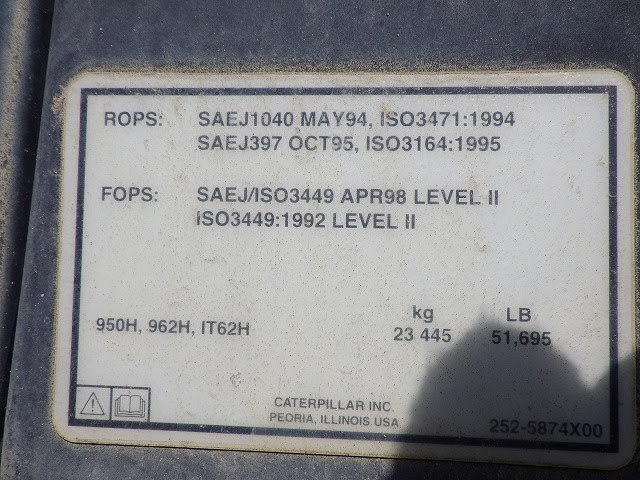 ROPS: SAEJ1040 MAY94, ISO3471:1994
SAEJ397 OCT95, ISO3164:1995
FOPS: SAEJ/ISO3449 APR98 LEVEL II
ISO3449:1992 LEVEL II
kg LB
950H, 962H, IT62H 23 445 51,695
CATERPILLAR INC.
PEORIA, ILLINOIS USA
252-5874X00